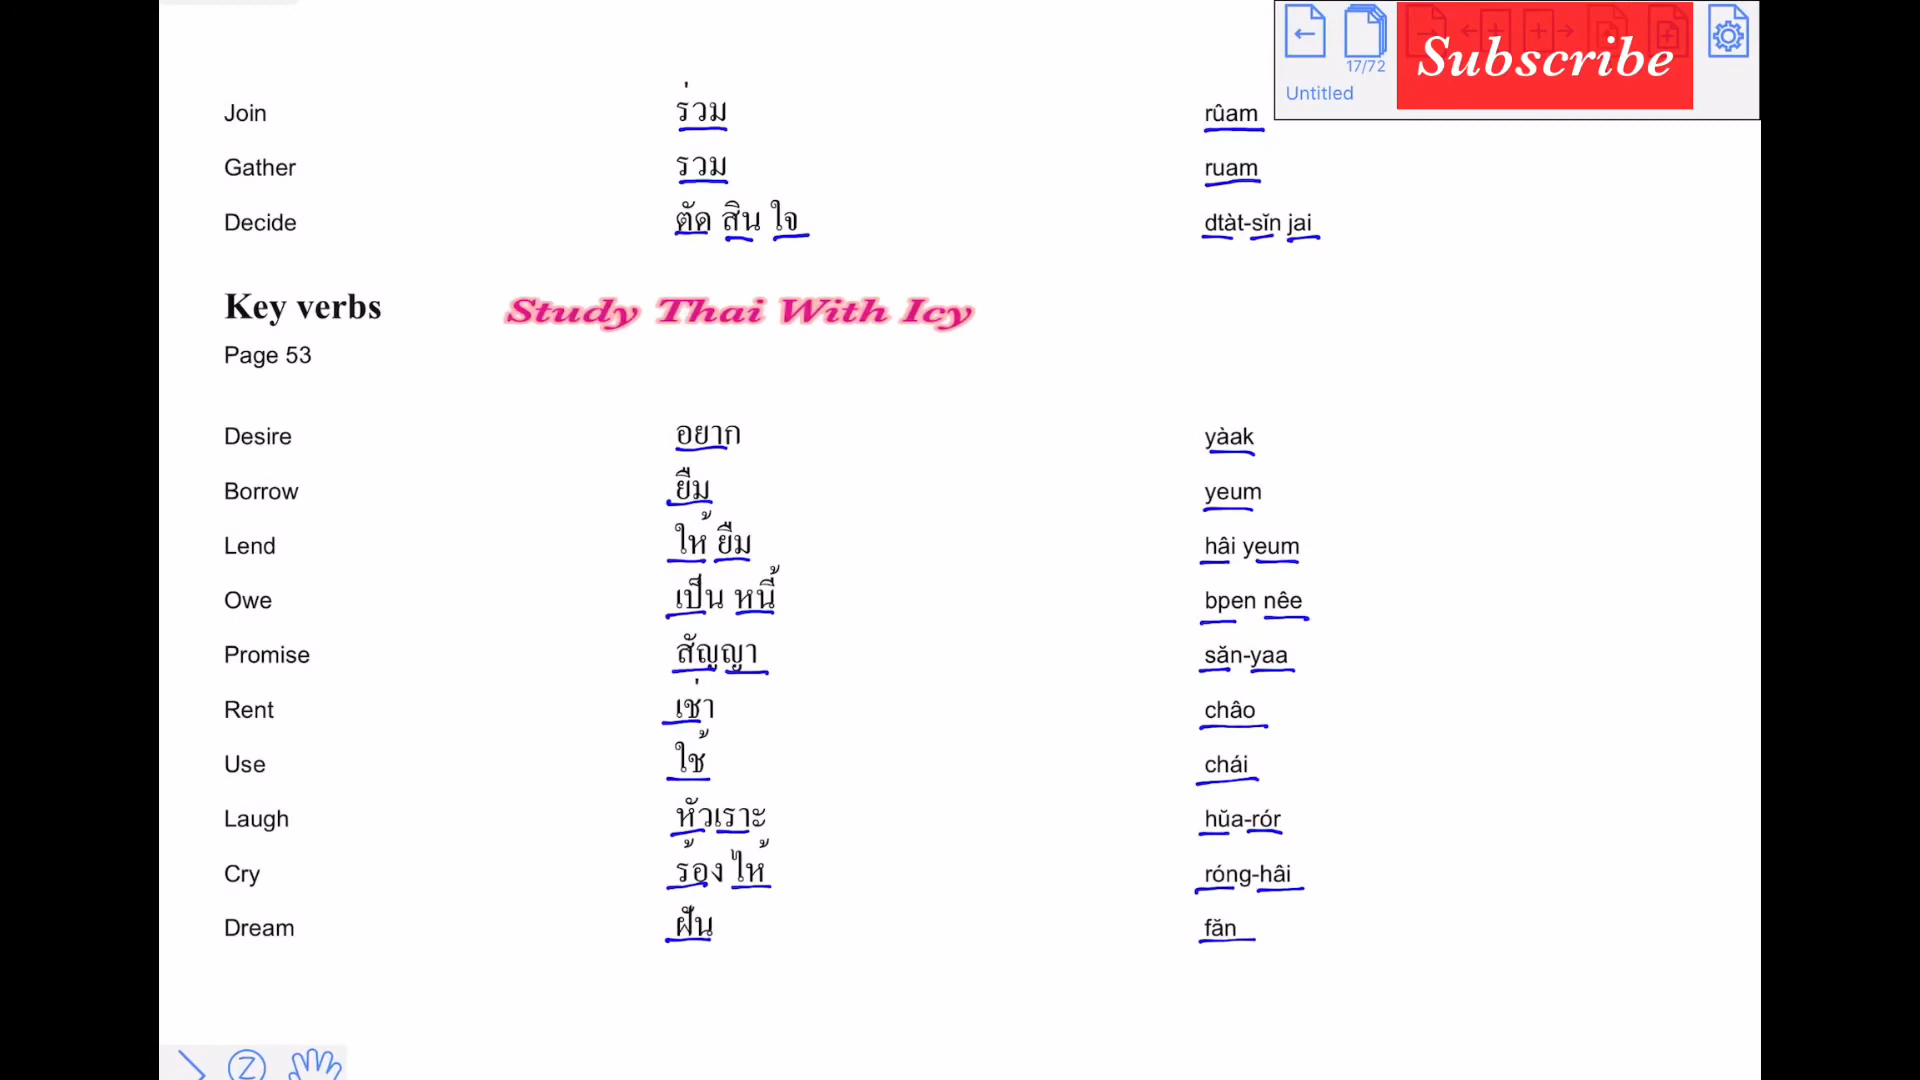 17/72
Untitled
Subscribe
Join ร่วม rûam
Gather รวม ruam
Decide ตัด สิน ใจ dtàt-sĭn jai
Key verbs
Study Thai With Icy
Page 53
Desire อยาก yàak
Borrow ยืม yeum
Lend ให้ ยืม hâi yeum
Owe เป็น หนี้ bpen nêe
Promise สัญญา săn-yaa
Rent เช่า châo
Use ใช้ chái
Laugh หัวเราะ hŭa-rór
Cry ร้อง ไห้ róng-hâi
Dream ฝัน făn